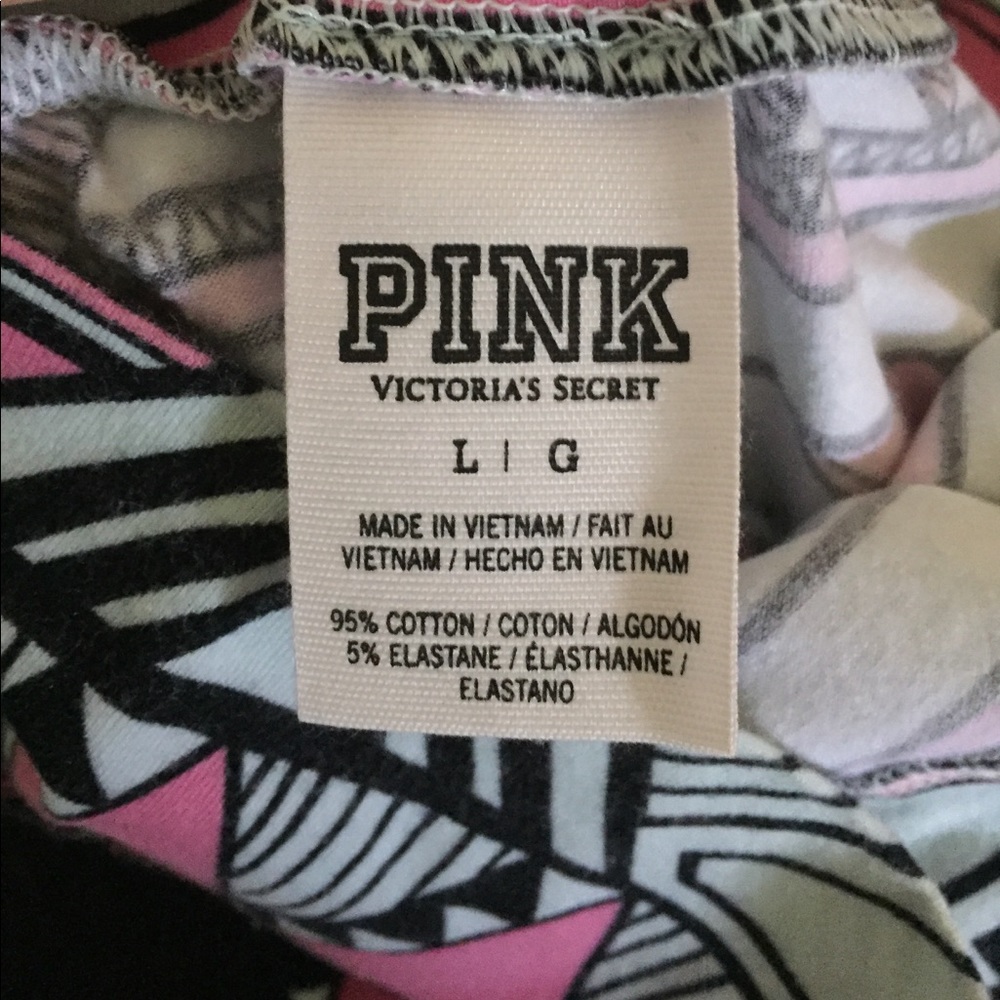 PINK
VICTORIA'S SECRET
L | G
MADE IN VIETNAM / FAIT AU
VIETNAM / HECHO EN VIETNAM
95% COTTON / COTON / ALGODÓN
5% ELASTANE / ÉLASTHANNE /
ELASTANO